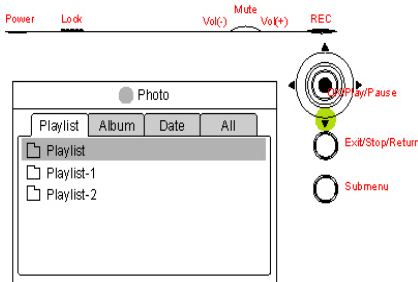 Power Lock Vol(-) Mute Vol(+) REC
Photo
Playlist Album Date All
Playlist
Playlist-1
Playlist-2
OK/Play/Pause
Exit/Stop/Return
Submenu